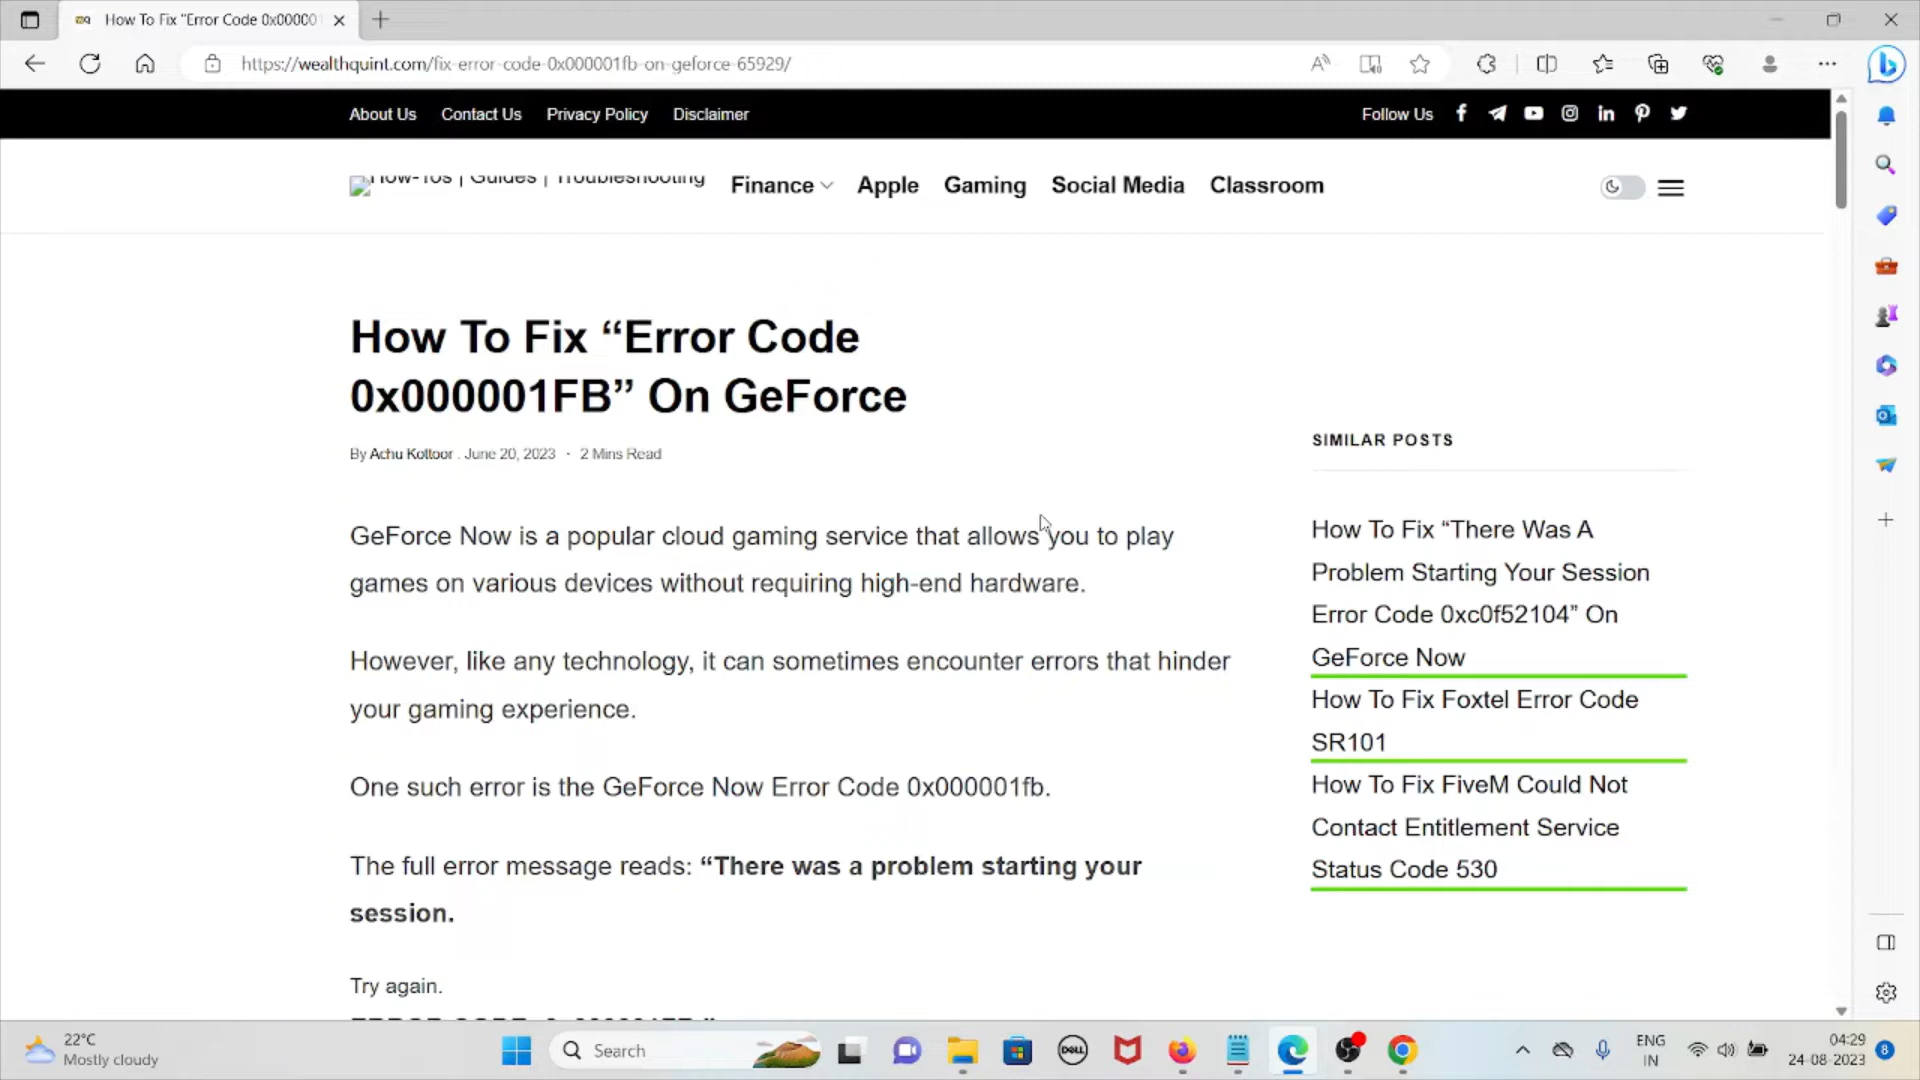 How To Fix “Error Code 0x00000
https://wealthquint.com/fix-error-code-0x000001fb-on-geforce-65929/
About Us Contact Us Privacy Policy Disclaimer Follow Us
How-Tos | Guides | Troubleshooting Finance Apple Gaming Social Media Classroom
How To Fix “Error Code
0x000001FB” On GeForce
By Achu Kottoor . June 20, 2023 · 2 Mins Read
GeForce Now is a popular cloud gaming service that allows you to play
games on various devices without requiring high-end hardware.
However, like any technology, it can sometimes encounter errors that hinder
your gaming experience.
One such error is the GeForce Now Error Code 0x000001fb.
The full error message reads: “There was a problem starting your
session.
Try again.
SIMILAR POSTS
How To Fix “There Was A
Problem Starting Your Session
Error Code 0xc0f52104” On
GeForce Now
How To Fix Foxtel Error Code
SR101
How To Fix FiveM Could Not
Contact Entitlement Service
Status Code 530
22°C
Mostly cloudy
Search
DELL
ENG
IN
04:29
24-08-2023
8